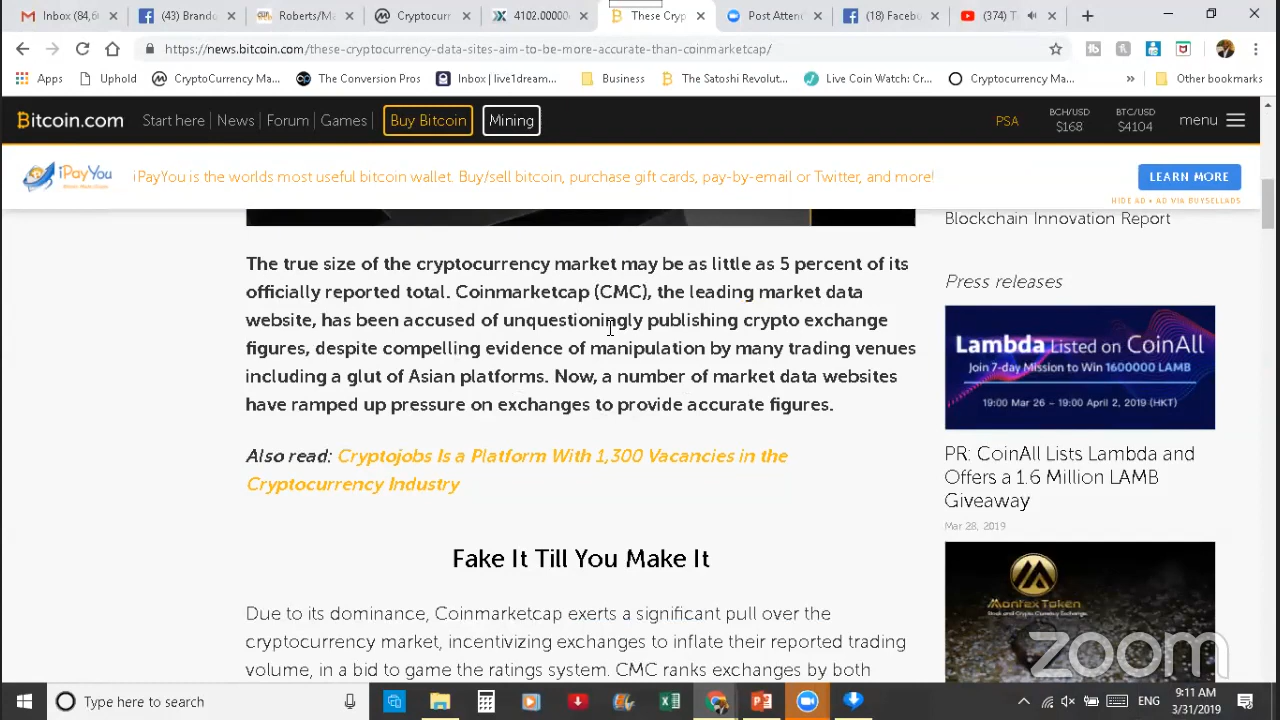 Inbox (84,6
(43) Brando
Roberts/Ma
Cryptocurr
4102.00000
These Cryp
Post Atten
(18) Faceb
(374) T
https://news.bitcoin.com/these-cryptocurrency-data-sites-aim-to-be-more-accurate-than-coinmarketcap/
Apps
Uphold
CryptoCurrency Ma...
The Conversion Pros
Inbox | live1dream...
Business
The Satoshi Revolut...
Live Coin Watch: Cr...
Cryptocurrency Ma...
»
Other bookmarks
Bitcoin.com
Start here | News | Forum | Games |
Buy Bitcoin
Mining
PSA
BCH/USD
$168
BTC/USD
$4104
menu
iPayYou
iPayYou is the worlds most useful bitcoin wallet. Buy/sell bitcoin, purchase gift cards, pay-by-email or Twitter, and more!
LEARN MORE
HIDE AD • AD VIA BUYSELLADS
The true size of the cryptocurrency market may be as little as 5 percent of its
officially reported total. Coinmarketcap (CMC), the leading market data
website, has been accused of unquestioningly publishing crypto exchange
figures, despite compelling evidence of manipulation by many trading venues
including a glut of Asian platforms. Now, a number of market data websites
have ramped up pressure on exchanges to provide accurate figures.
Also read: Cryptojobs Is a Platform With 1,300 Vacancies in the
Cryptocurrency Industry
Fake It Till You Make It
Due to its dominance, Coinmarketcap exerts a significant pull over the
cryptocurrency market, incentivizing exchanges to inflate their reported trading
volume, in a bid to game the ratings system. CMC ranks exchanges by both
Blockchain Innovation Report
Press releases
Lambda Listed on CoinAll
Join 7-day Mission to Win 1600000 LAMB
19:00 Mar 26 ~ 19:00 April 2, 2019 (HKT)
PR: CoinAll Lists Lambda and
Offers a 1.6 Million LAMB
Giveaway
Mar 28, 2019
Montex Token
Stock and Crypto Currency Exchange.
zoom
Type here to search
ENG
9:11 AM
3/31/2019